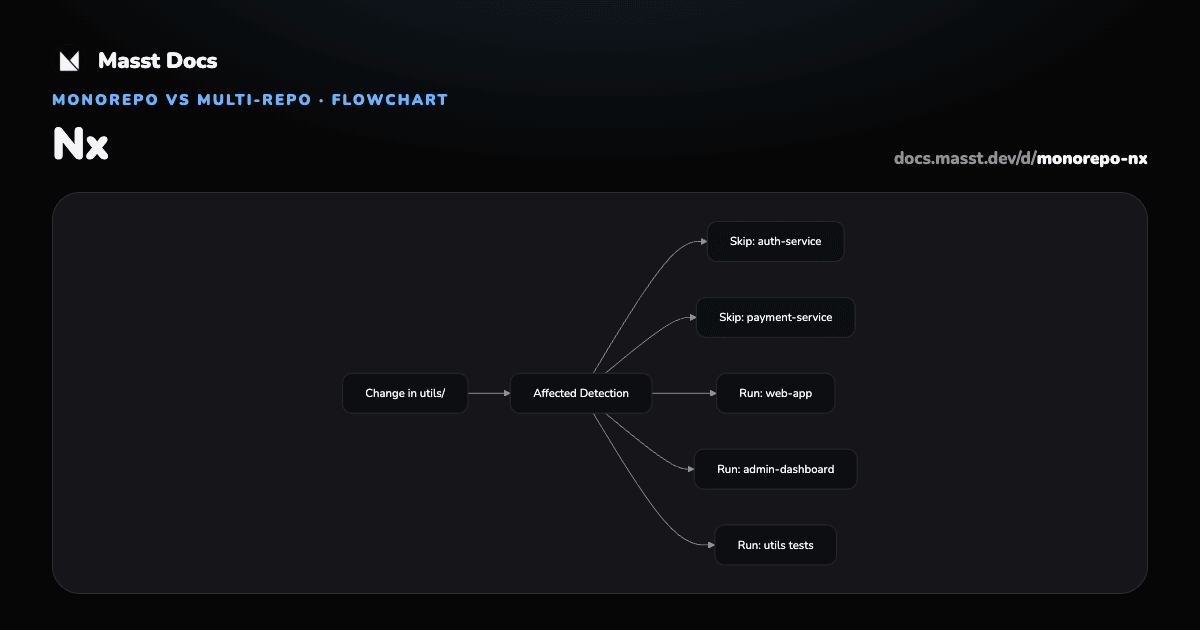 Masst Docs
MONOREPO VS MULTI-REPO · FLOWCHART
Nx
docs.masst.dev/d/monorepo-nx
Skip: auth-service
Skip: payment-service
Change in utils/
Affected Detection
Run: web-app
Run: admin-dashboard
Run: utils tests